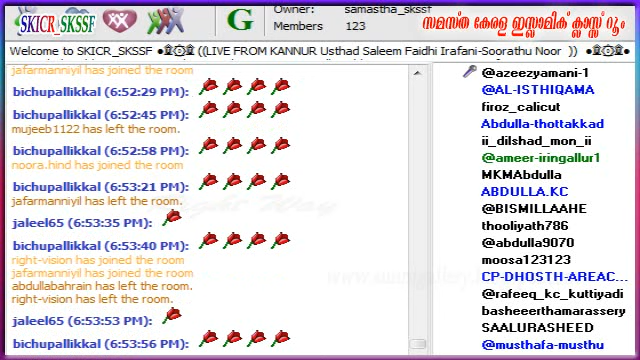 SKICR_SKSSF
G
Owner: samastha_skssf
Members 123
സമസ്ത കേരള ഇസ്ലാമിക് ക്ലാസ്സ് റൂം
Welcome to SKICR_SKSSF ●۩۞۩● ((LIVE FROM KANNUR Usthad Saleem Faidhi Irafani-Soorathu Noor )) ●۩۞۩●
jafarmanniyil has joined the room
bichupallikkal (6:52:29 PM):
bichupallikkal (6:52:45 PM):
mujeeb1122 has left the room.
bichupallikkal (6:52:58 PM):
noora.hind has joined the room
bichupallikkal (6:53:21 PM):
jafarmanniyil has left the room.
jaleel65 (6:53:35 PM):
bichupallikkal (6:53:40 PM):
right-vision has joined the room
jafarmanniyil has joined the room
abdullabahrain has left the room.
right-vision has left the room.
jaleel65 (6:53:53 PM):
bichupallikkal (6:53:56 PM):
@azeezyamani-1
@AL-ISTHIQAMA
firoz_calicut
Abdulla-thottakkad
ii_dilshad_mon_ii
@ameer-iringallur1
MKMAbdulla
ABDULLA.KC
@BISMILLAAHE
thooliyath786
@abdulla9070
moosa123123
CP-DHOSTH-AREAC...
@rafeeq_kc_kuttiyadi
basheeerthamarassery
SAALURASHEED
@musthafa-musthu